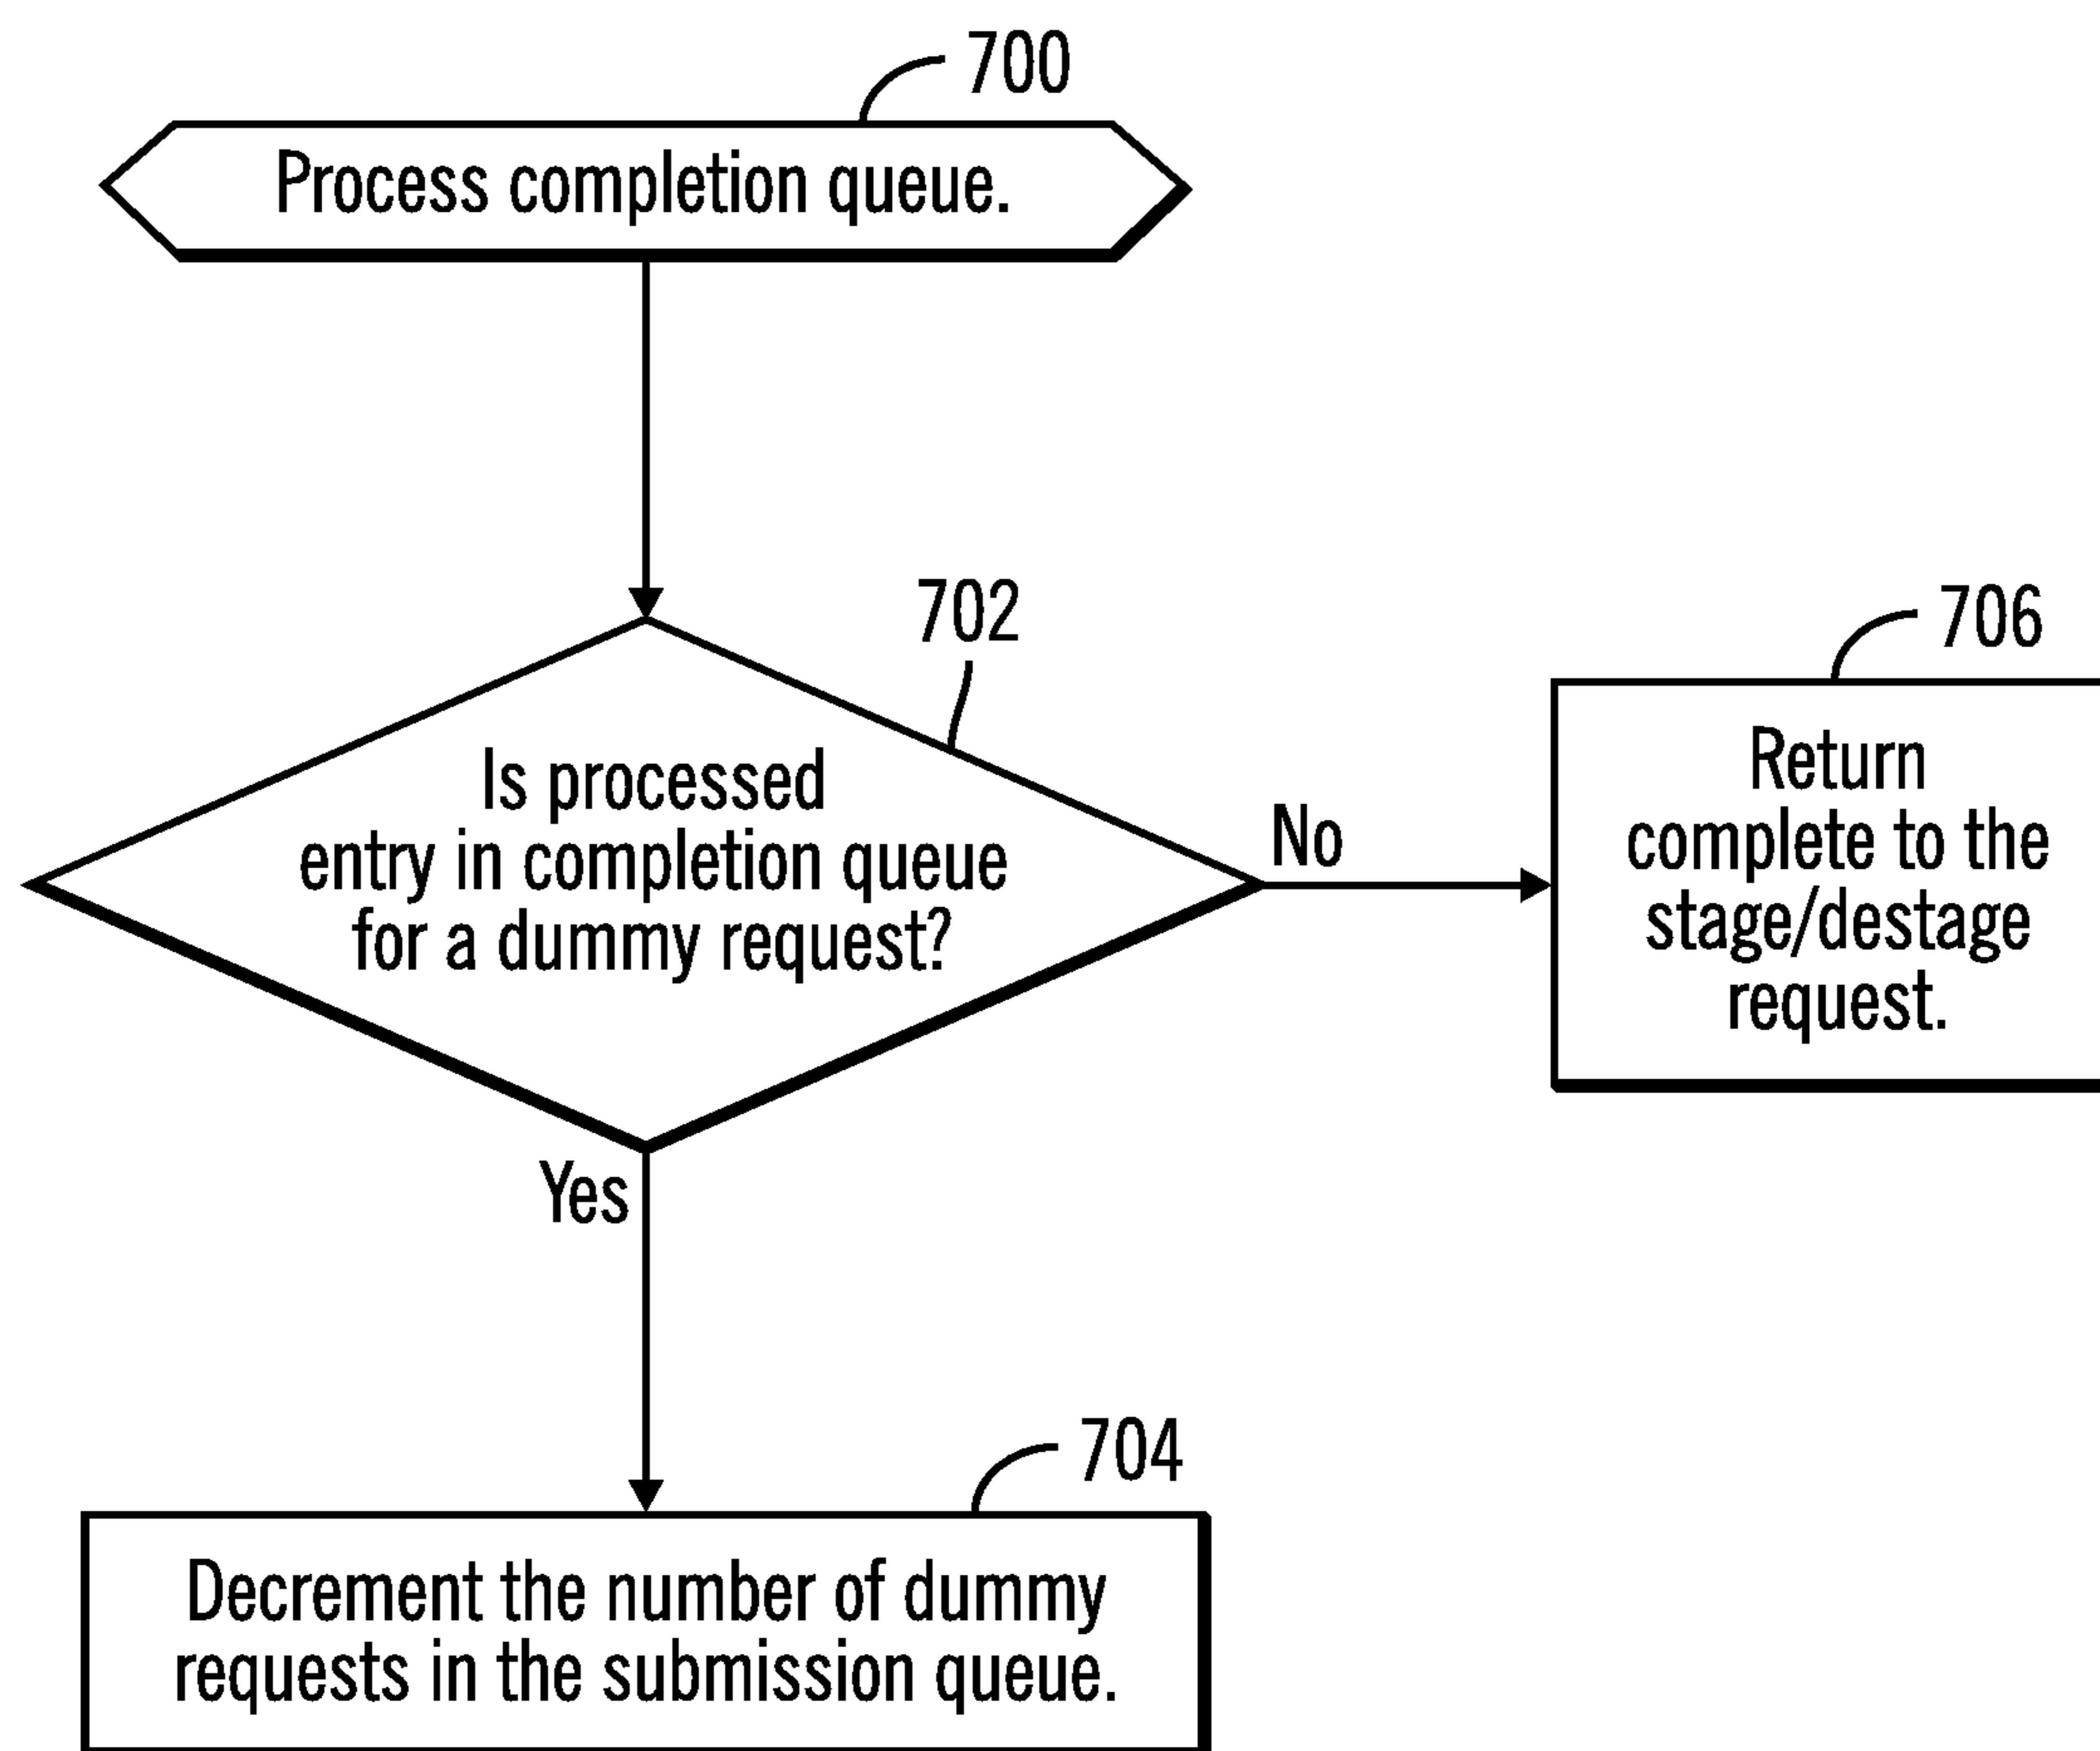 700
Process completion queue.
702
Is processed
entry in completion queue
for a dummy request?
No
706
Return
complete to the
stage/destage
request.
Yes
704
Decrement the number of dummy
requests in the submission queue.